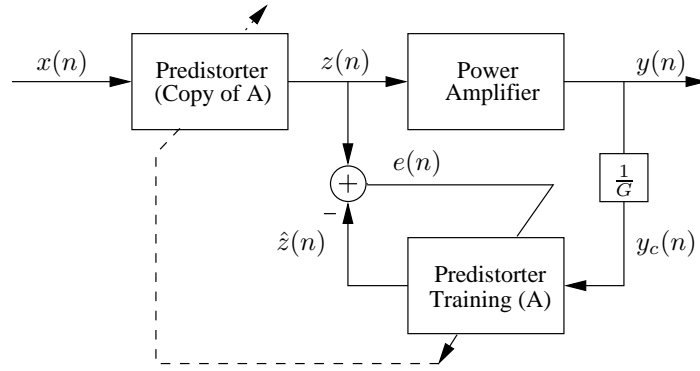 x(n)
Predistorter
(Copy of A)
z(n)
Power
Amplifier
y(n)
+
e(n)
1/G
−
ẑ(n)
y_c(n)
Predistorter
Training (A)